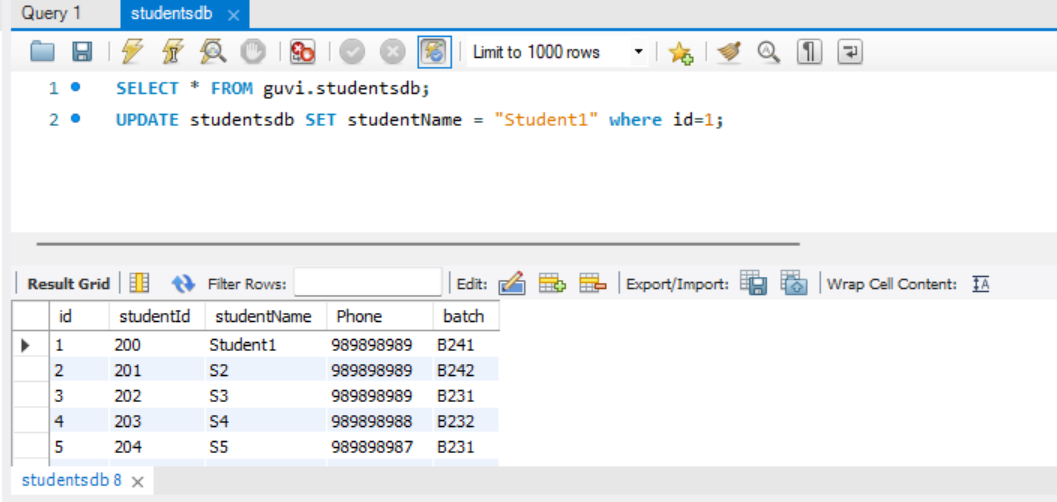 Query 1 studentsdb
Limit to 1000 rows
1 SELECT * FROM guvi.studentsdb;
2 UPDATE studentsdb SET studentName = "Student1" where id=1;
Result Grid Filter Rows: Edit: Export/Import: Wrap Cell Content: IA
id studentId studentName Phone batch
1 200 Student1 989898989 B241
2 201 S2 989898989 B242
3 202 S3 989898989 B231
4 203 S4 989898988 B232
5 204 S5 989898987 B231
studentsdb 8